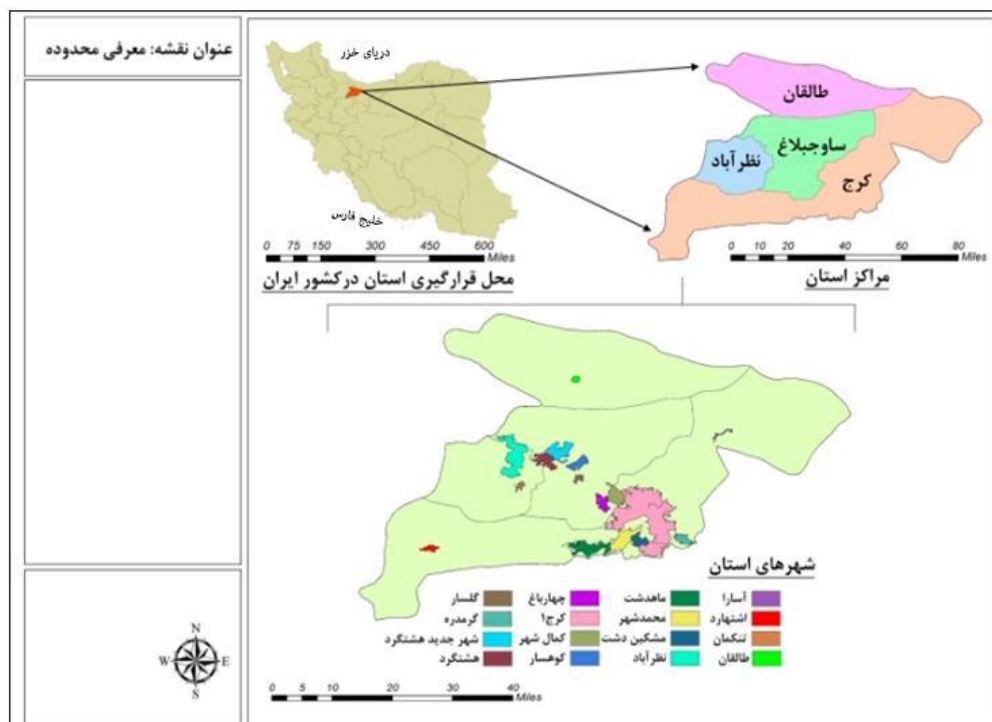 عنوان نقشه: معرفی محدوده
دریای خزر
خلیج فارس
0 75 150 300 450 600
Miles
محل قرارگیری استان درکشور ایران
طالقان
ساوجبلاغ
نظرآباد
کرج
0 10 20 40 60 80
Miles
مراکز استان
شهرهای استان
آسارا ماهدشت چهارباغ گلسار
اشتهارد محمدشهر کرج۱ گرمدره
تنکمان مشکین دشت کمال شهر شهر جدید هشتگرد
طالقان نظرآباد کوهسار هشتگرد
0 10 20 30 40
Miles
N
W E
S